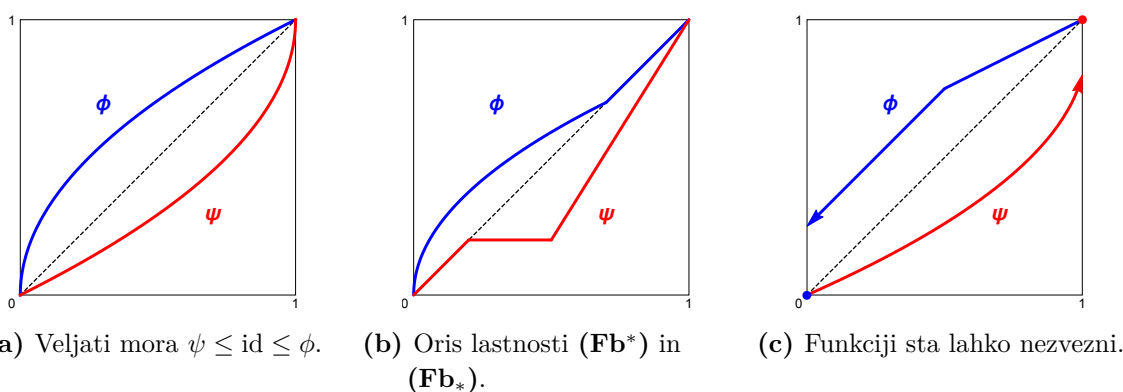 1
ϕ
ψ
0
1
1
ϕ
ψ
0
1
1
ϕ
ψ
0
1
a) Veljati mora ψ ≤ id ≤ ϕ.
(b) Oris lastnosti (Fb*) in
(Fb∗).
(c) Funkciji sta lahko nezvezni.